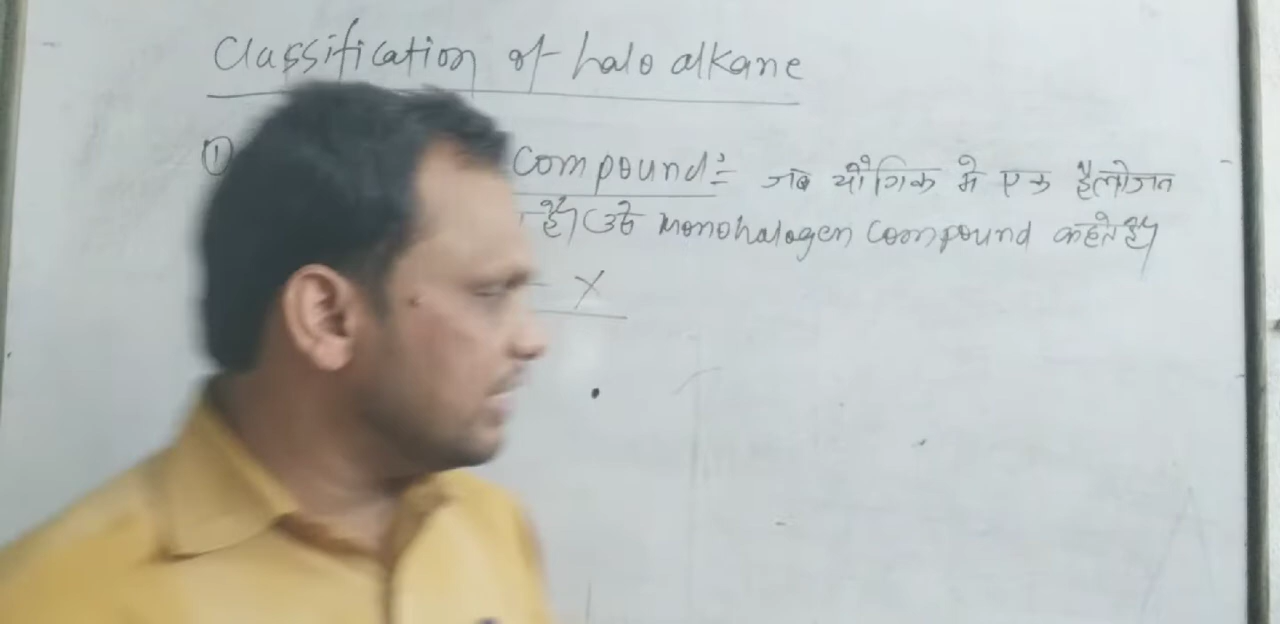 Classification of halo alkane
① Compound:= जब यौगिक मे एक हैलोजन
है। उसे Monohalogen Compound कहते है।
- X